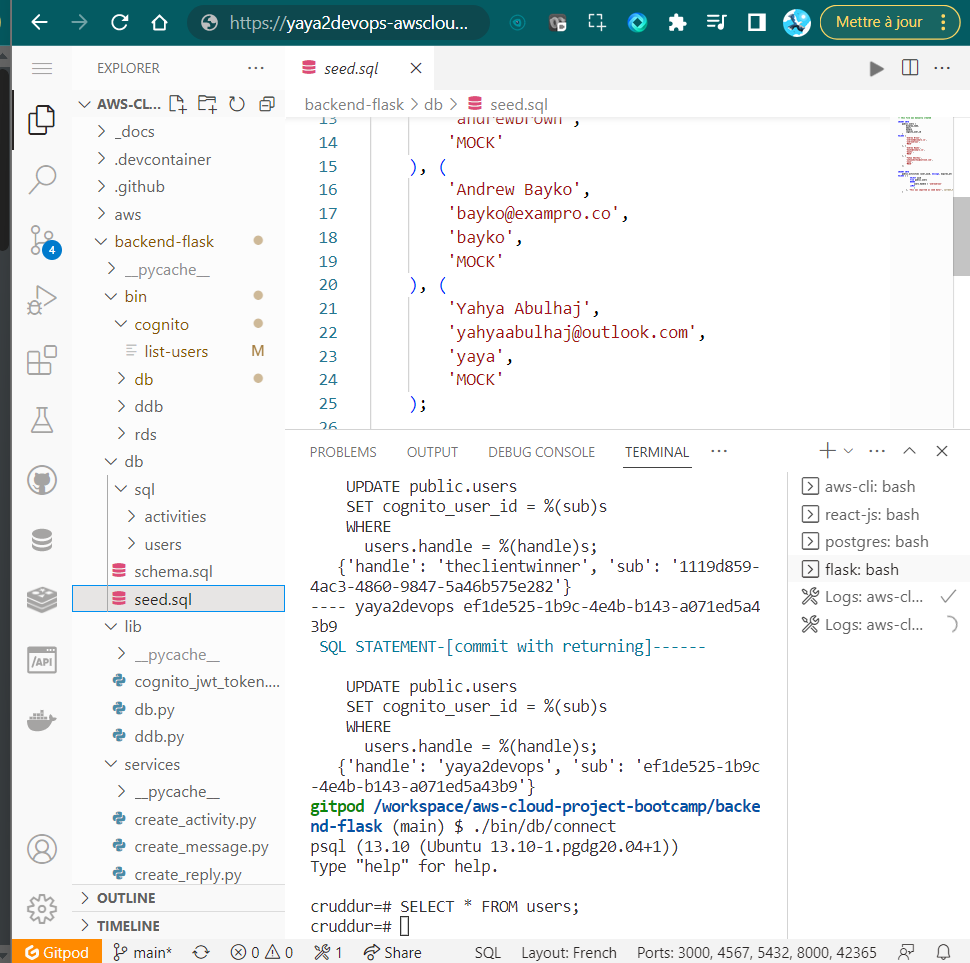 https://yaya2devops-awsclou...
Mettre à jour
EXPLORER
AWS-CL...
_docs
.devcontainer
.github
aws
backend-flask
__pycache__
bin
cognito
list-users M
db
ddb
rds
db
sql
activities
users
schema.sql
seed.sql
lib
__pycache__
cognito_jwt_token....
db.py
ddb.py
services
__pycache__
create_activity.py
create_message.py
create_reply.py
OUTLINE
TIMELINE
4
/API
seed.sql
backend-flask > db > seed.sql
13 'andrewbrown',
14 'MOCK'
15 ), (
16 'Andrew Bayko',
17 'bayko@exampro.co',
18 'bayko',
19 'MOCK'
20 ), (
21 'Yahya Abulhaj',
22 'yahyaabulhaj@outlook.com',
23 'yaya',
24 'MOCK'
25 );
26
PROBLEMS OUTPUT DEBUG CONSOLE TERMINAL
UPDATE public.users
SET cognito_user_id = %(sub)s
WHERE
users.handle = %(handle)s;
{'handle': 'theclientwinner', 'sub': '1119d859-
4ac3-4860-9847-5a46b575e282'}
---- yaya2devops ef1de525-1b9c-4e4b-b143-a071ed5a4
3b9
SQL STATEMENT-[commit with returning]------
UPDATE public.users
SET cognito_user_id = %(sub)s
WHERE
users.handle = %(handle)s;
{'handle': 'yaya2devops', 'sub': 'ef1de525-1b9c
-4e4b-b143-a071ed5a43b9'}
gitpod /workspace/aws-cloud-project-bootcamp/backe
nd-flask (main) $ ./bin/db/connect
psql (13.10 (Ubuntu 13.10-1.pgdg20.04+1))
Type "help" for help.
cruddur=# SELECT * FROM users;
cruddur=#
aws-cli: bash
react-js: bash
postgres: bash
flask: bash
Logs: aws-cl...
Logs: aws-cl...
Gitpod main* 0 0 1 Share SQL Layout: French Ports: 3000, 4567, 5432, 8000, 42365